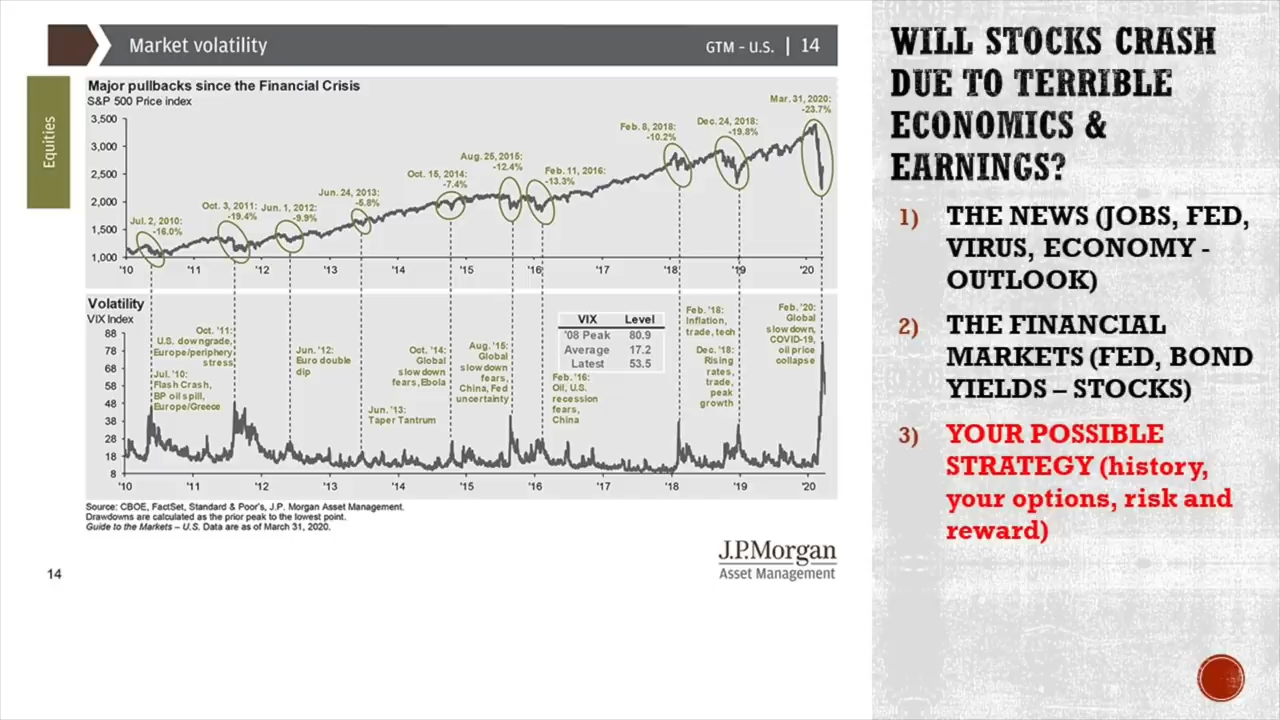 Market volatility
GTM – U.S. | 14
Equities
Major pullbacks since the Financial Crisis
S&P 500 Price index
3,500
3,000
2,500
2,000
1,500
1,000
Jul. 2, 2010:
-16.0%
Oct. 3, 2011:
-19.4%
Jun. 1, 2012:
-9.9%
Jun. 24, 2013:
-5.8%
Oct. 15, 2014:
-7.4%
Aug. 25, 2015:
-12.4%
Feb. 11, 2016:
-13.3%
Feb. 8, 2018:
-10.2%
Dec. 24, 2018:
-19.8%
Mar. 31, 2020:
-23.7%
'10 '11 '12 '13 '14 '15 '16 '17 '18 '19 '20
Volatility
VIX Index
88
78
68
58
48
38
28
18
8
Oct. '11:
U.S. downgrade,
Europe/periphery
stress
Jul. '10:
Flash Crash,
BP oil spill,
Europe/Greece
Jun. '12:
Euro double
dip
Jun. '13:
Taper Tantrum
Oct. '14:
Global
slowdown
fears, Ebola
Aug. '15:
Global
slowdown
fears,
China, Fed
uncertainty
VIX Level
'08 Peak 80.9
Average 17.2
Latest 53.5
Feb. '16:
Oil, U.S.
recession
fears,
China
Feb. '18:
Inflation,
trade, tech
Dec. '18:
Rising
rates,
trade,
peak
growth
Feb. '20:
Global
slowdown,
COVID-19,
oil price
collapse
'10 '11 '12 '13 '14 '15 '16 '17 '18 '19 '20
Source: CBOE, FactSet, Standard & Poor's, J.P. Morgan Asset Management.
Drawdowns are calculated as the prior peak to the lowest point.
Guide to the Markets – U.S. Data are as of March 31, 2020.
J.P.Morgan
Asset Management
14
WILL STOCKS CRASH
DUE TO TERRIBLE
ECONOMICS &
EARNINGS?
1) THE NEWS (JOBS, FED,
VIRUS, ECONOMY -
OUTLOOK)
2) THE FINANCIAL
MARKETS (FED, BOND
YIELDS – STOCKS)
3) YOUR POSSIBLE
STRATEGY (history,
your options, risk and
reward)